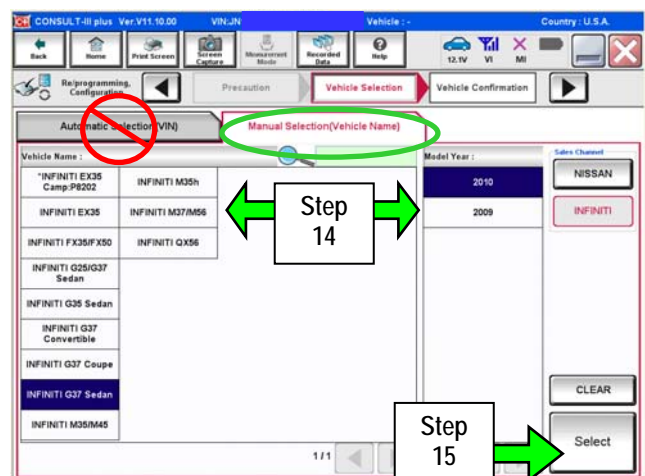 CONSULT-III plus Ver.V11.10.00 VIN:JN Vehicle : - Country : U.S.A.
Back
Home
Print Screen
Screen Capture
Measurement Mode
Recorded Data
Help
12.1V
VI
MI
Re/programming, Configuration
Precaution
Vehicle Selection
Vehicle Confirmation
Automatic Selection(VIN)
Manual Selection(Vehicle Name)
Vehicle Name :
*INFINITI EX35
Camp:P8202
INFINITI EX35
INFINITI FX35/FX50
INFINITI G25/G37
Sedan
INFINITI G35 Sedan
INFINITI G37
Convertible
INFINITI G37 Coupe
INFINITI G37 Sedan
INFINITI M35/M45
INFINITI M35h
INFINITI M37/M56
INFINITI QX56
Step
14
Model Year :
2010
2009
Sales Channel
NISSAN
INFINITI
CLEAR
Select
Step
15
1/1